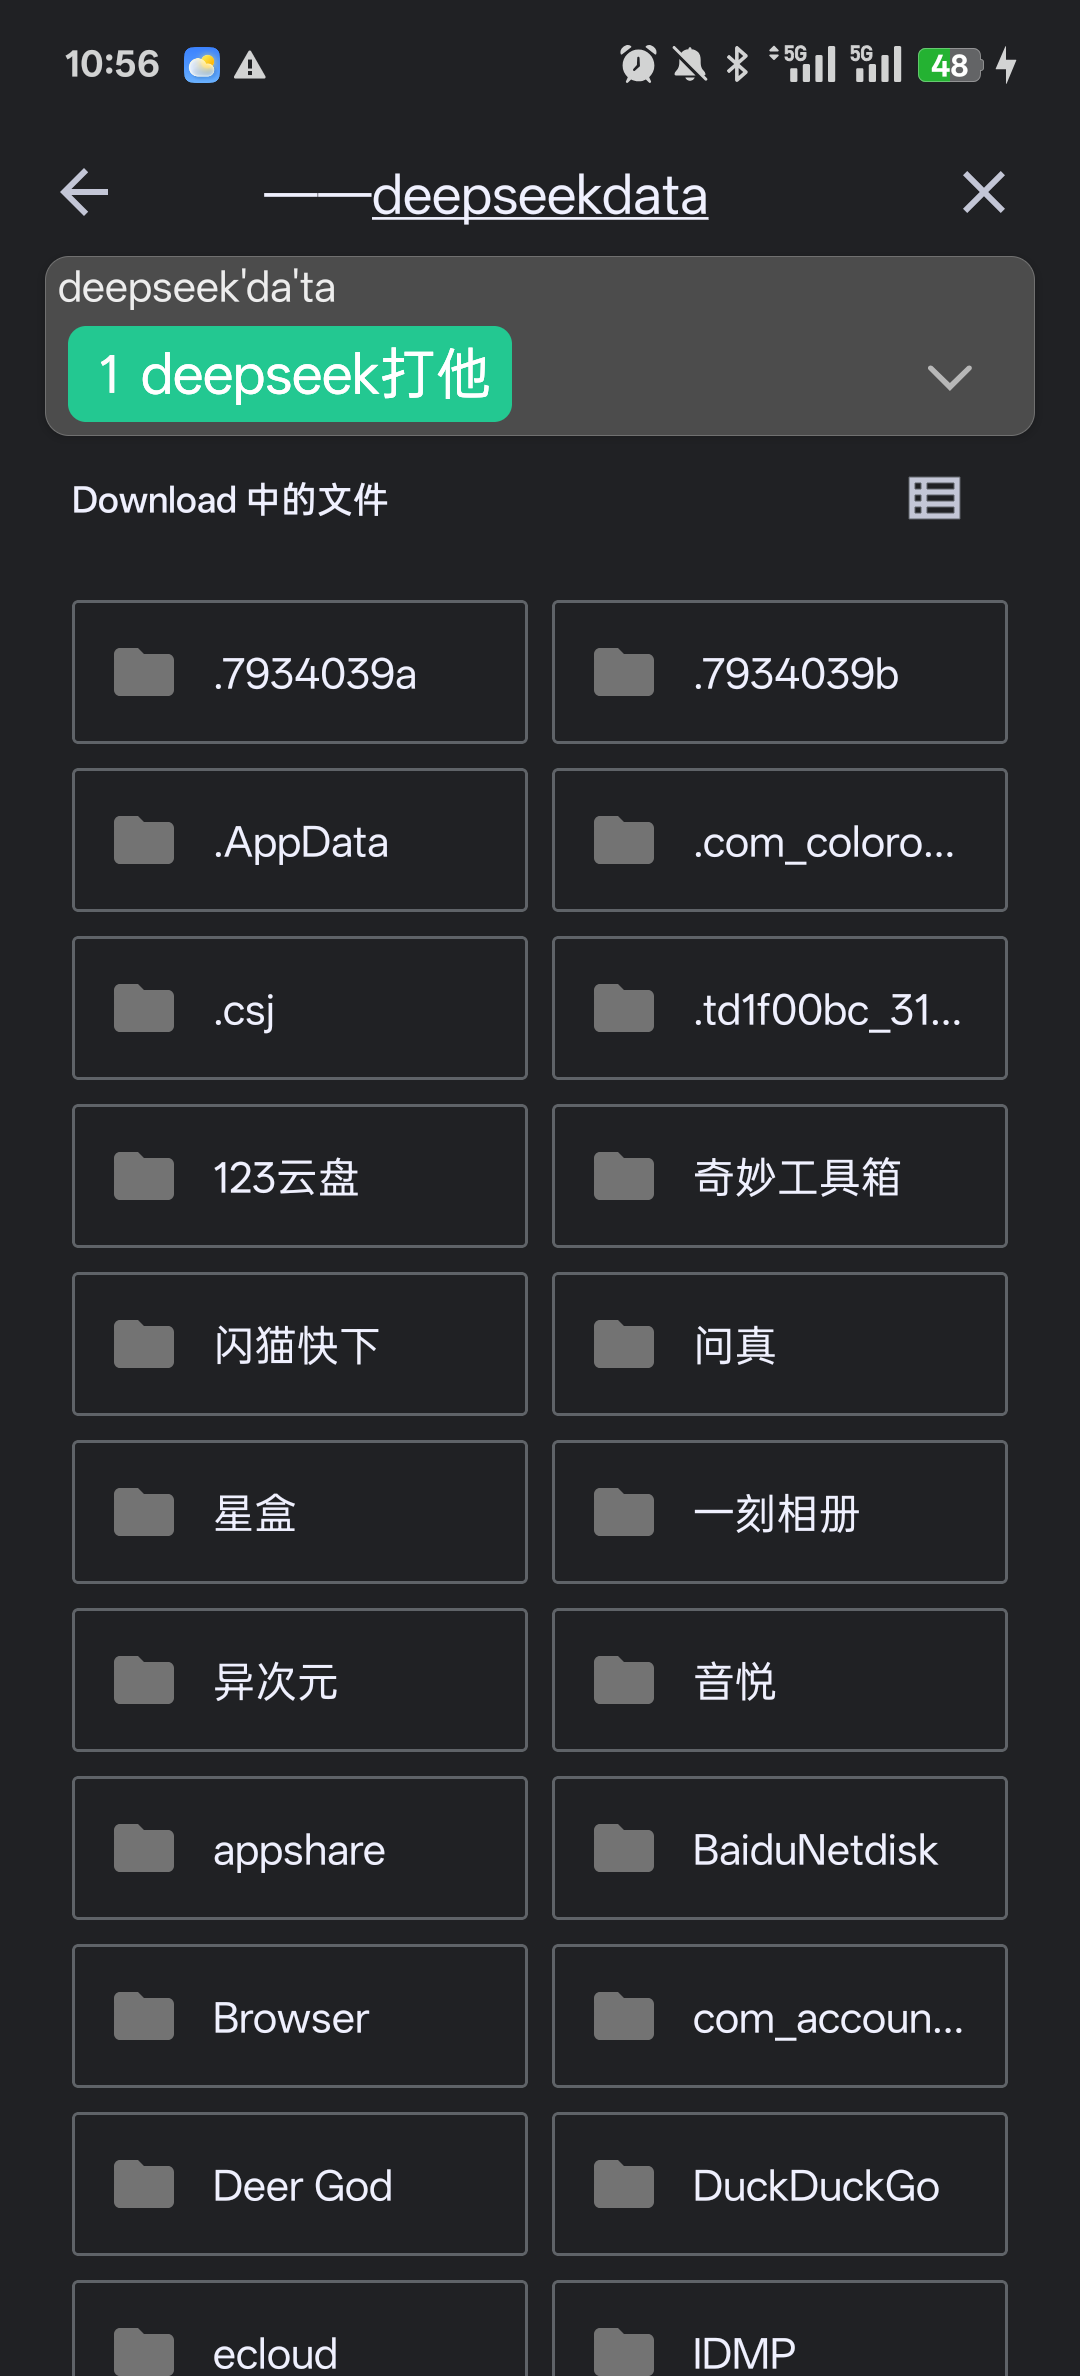 10:56 5G 5G 48
——deepseekdata
deepseek'da'ta
1 deepseek打他
Download 中的文件
.7934039a
.7934039b
.AppData
.com_coloro...
.csj
.td1f00bc_31...
123云盘
奇妙工具箱
闪猫快下
问真
星盒
一刻相册
异次元
音悦
appshare
BaiduNetdisk
Browser
com_accoun...
Deer God
DuckDuckGo
ecloud
IDMP